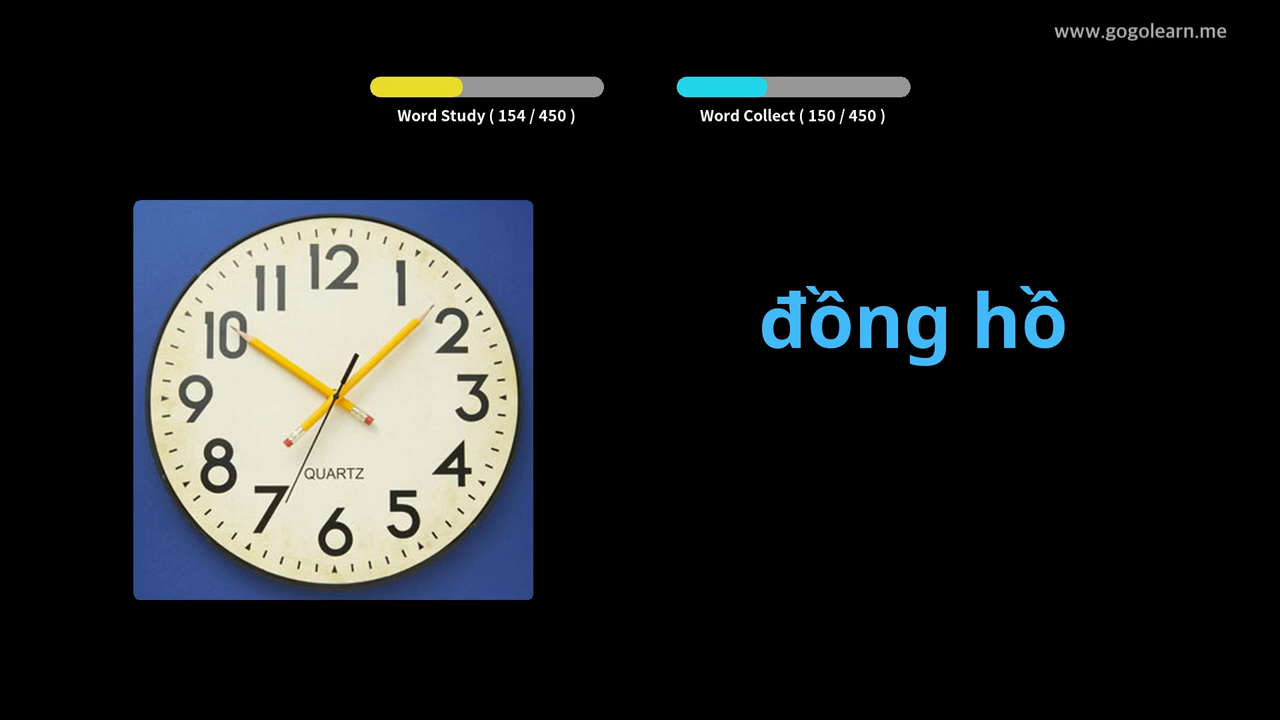 www.gogolearn.me
Word Study ( 154 / 450 )
Word Collect ( 150 / 450 )
12
1
2
3
4
5
6
7
8
9
10
11
QUARTZ
đồng hồ